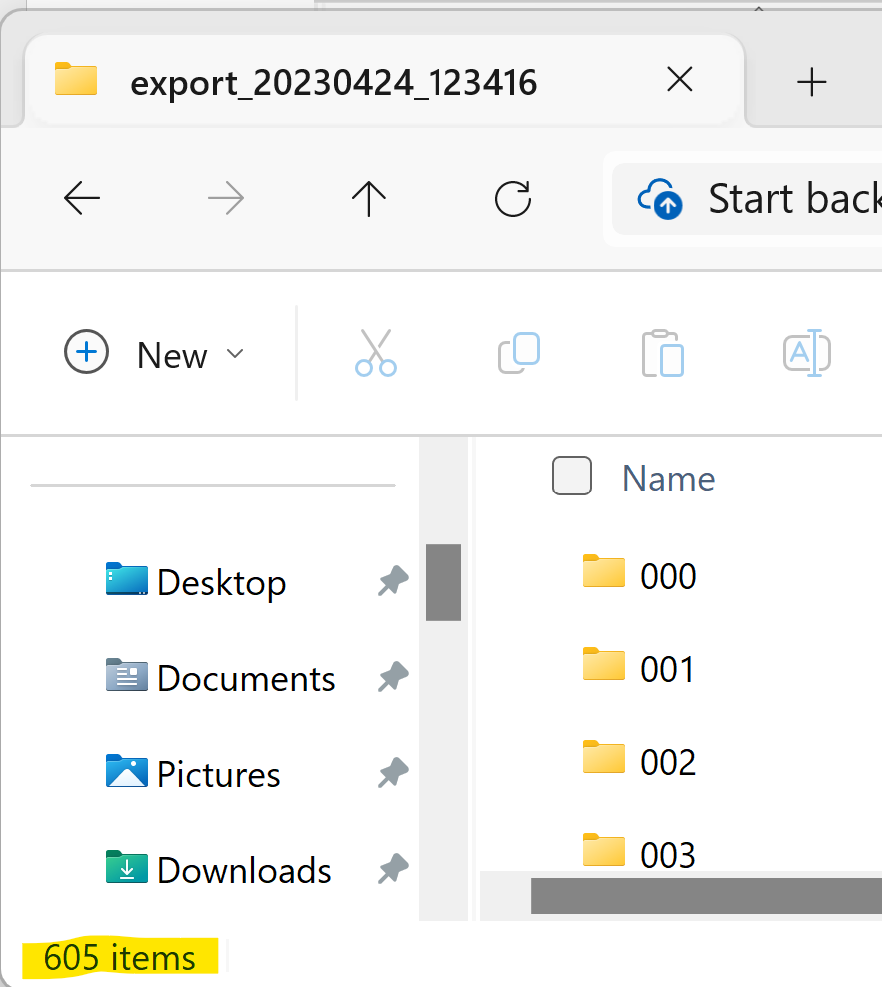 export_20230424_123416
Start back
New
Name
Desktop
000
Documents
001
Pictures
002
Downloads
003
605 items